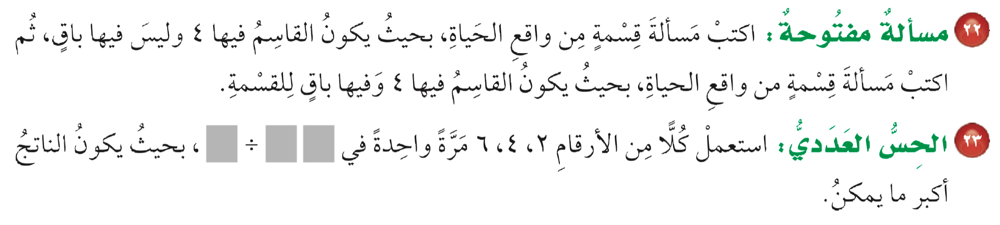 ٢٢ مسألةٌ مفتُوحةٌ: اكتبْ مَسألةَ قِسْمةٍ مِن واقعِ الحَياةِ، بحيثُ يكونُ القاسِمُ فيها ٤ وليسَ فيها باقٍ، ثُم
اكتبْ مَسألةَ قِسْمةٍ من واقعِ الحياةِ، بحيثُ يكونُ القاسِمُ فيها ٤ وَفيها باقٍ لِلقسْمةِ.
٢٣ الحِسُّ العَدَديُّ: استعملْ كُلًّا مِن الأرقامِ ٢، ٤، ٦ مَرَّةً واحِدةً في ÷ ، بحيثُ يكونُ الناتجُ
أكبر ما يمكنُ.